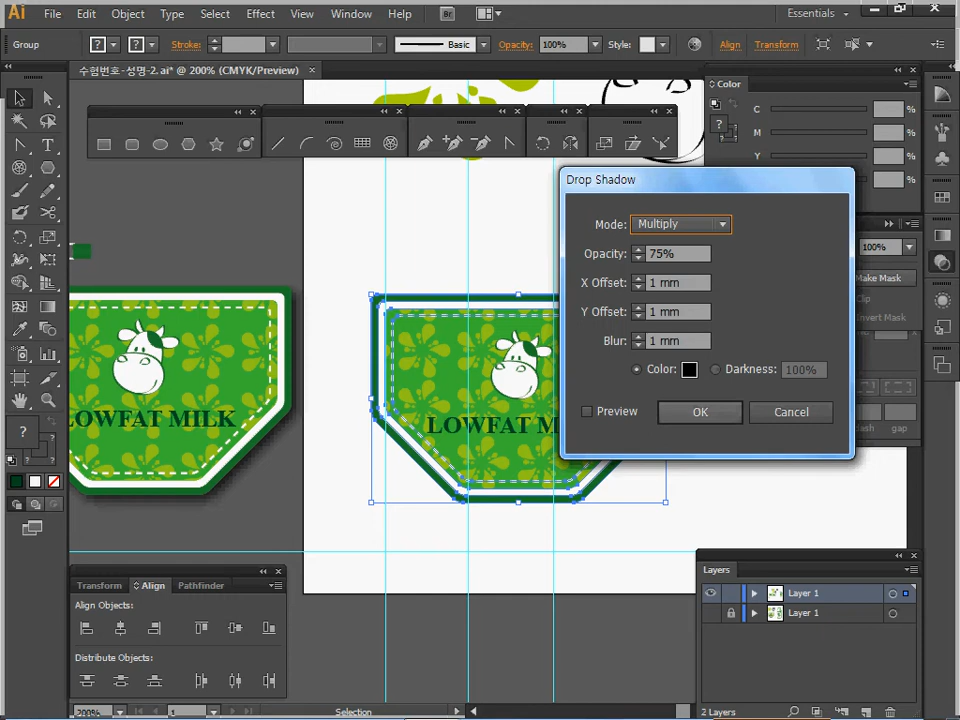 Ai File Edit Object Type Select Effect View Window Help Br Essentials
Group ? ? Stroke: Basic Opacity: 100% Style: Align Transform
수험번호-성명-2.ai* @ 200% (CMYK/Preview) ×
Color
C %
M %
Y %
%
?
Drop Shadow
Mode: Multiply
Opacity: 75%
X Offset: 1 mm
Y Offset: 1 mm
Blur: 1 mm
Color: Darkness: 100%
Preview OK Cancel
100%
Make Mask
Clip
Invert Mask
dash gap
T
?
LOWFAT MILK
LOWFAT M
Transform Align Pathfinder
Align Objects:
Distribute Objects:
Layers
Layer 1
Layer 1
2 Layers
200% 1 Selection